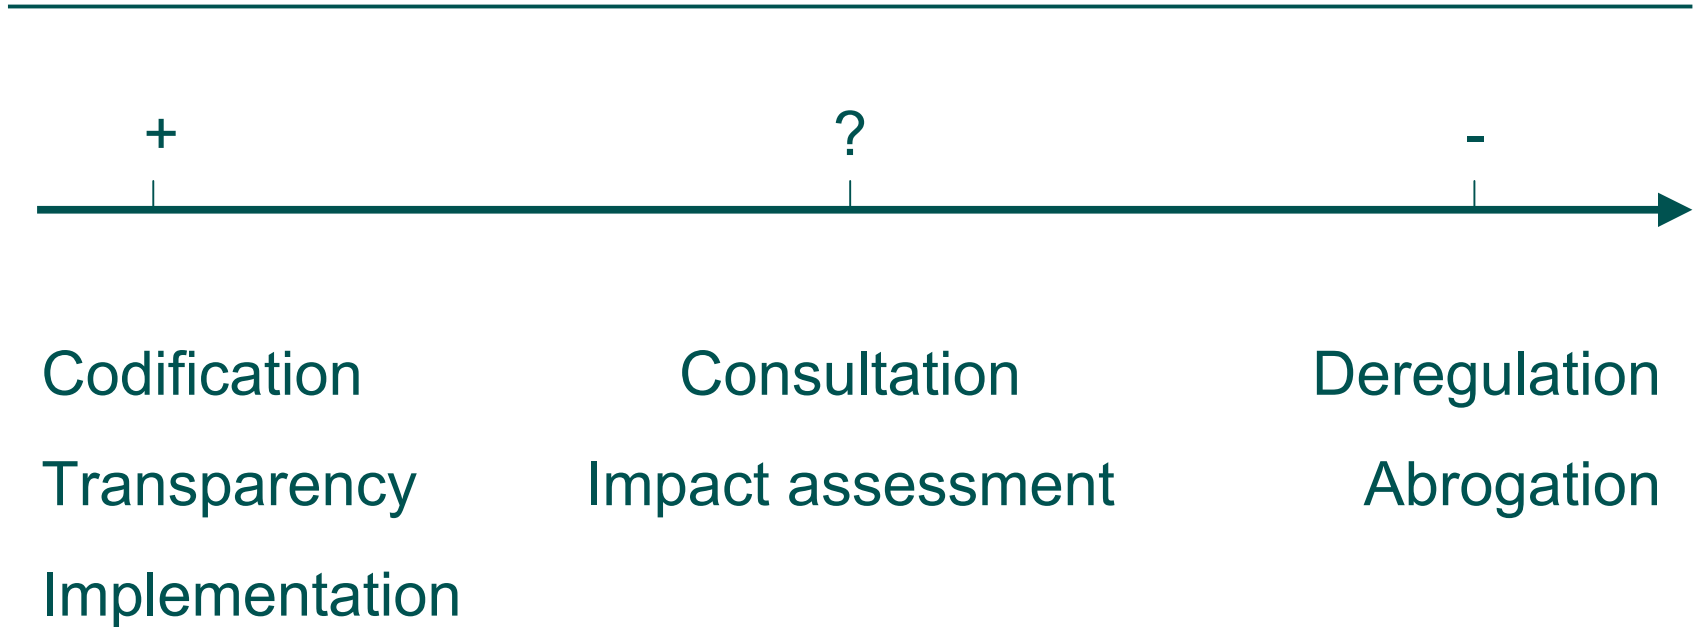 + ? -
Codification Consultation Deregulation
Transparency Impact assessment Abrogation
Implementation